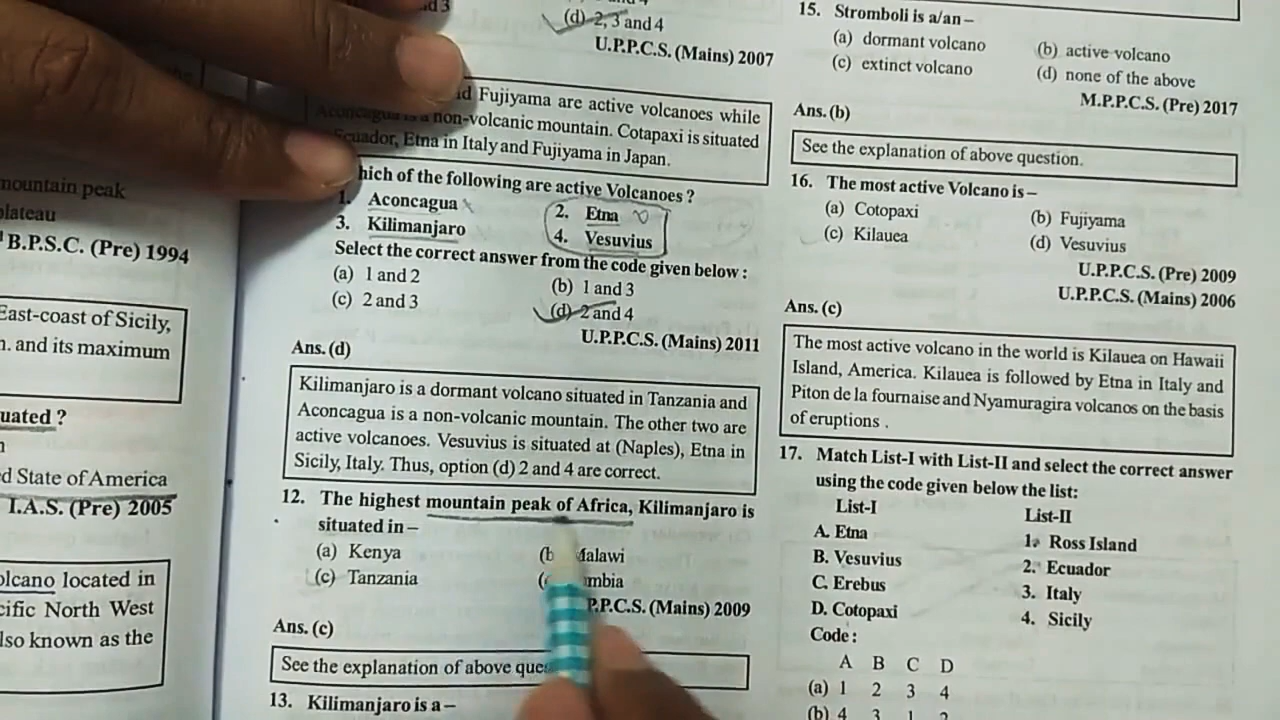 mountain peak
plateau
B.P.S.C. (Pre) 1994
East-coast of Sicily,
and its maximum
uated ?
d State of America
I.A.S. (Pre) 2005
olcano located in
cific North West
lso known as the
(d) 2, 3 and 4
U.P.P.C.S. (Mains) 2007
Fujiyama are active volcanoes while
Aconcagua is a non-volcanic mountain. Cotapaxi is situated
Ecuador, Etna in Italy and Fujiyama in Japan.
hich of the following are active Volcanoes ?
1. Aconcagua
2. Etna
3. Kilimanjaro
4. Vesuvius
Select the correct answer from the code given below :
(a) 1 and 2
(b) 1 and 3
(c) 2 and 3
(d) 2 and 4
U.P.P.C.S. (Mains) 2011
Ans. (d)
Kilimanjaro is a dormant volcano situated in Tanzania and
Aconcagua is a non-volcanic mountain. The other two are
active volcanoes. Vesuvius is situated at (Naples), Etna in
Sicily, Italy. Thus, option (d) 2 and 4 are correct.
12. The highest mountain peak of Africa, Kilimanjaro is
situated in –
(a) Kenya
(b) Malawi
(c) Tanzania
mbia
P.P.C.S. (Mains) 2009
Ans. (c)
See the explanation of above que
13. Kilimanjaro is a –
15. Stromboli is a/an –
(a) dormant volcano
(b) active volcano
(c) extinct volcano
(d) none of the above
M.P.P.C.S. (Pre) 2017
Ans. (b)
See the explanation of above question.
16. The most active Volcano is –
(a) Cotopaxi
(b) Fujiyama
(c) Kilauea
(d) Vesuvius
U.P.P.C.S. (Pre) 2009
U.P.P.C.S. (Mains) 2006
Ans. (c)
The most active volcano in the world is Kilauea on Hawaii
Island, America. Kilauea is followed by Etna in Italy and
Piton de la fournaise and Nyamuragira volcanos on the basis
of eruptions .
17. Match List-I with List-II and select the correct answer
using the code given below the list:
List-I
List-II
A. Etna
1. Ross Island
B. Vesuvius
2. Ecuador
C. Erebus
3. Italy
D. Cotopaxi
4. Sicily
Code :
A B C D
(a) 1 2 3 4
(b) 4 3 1 2